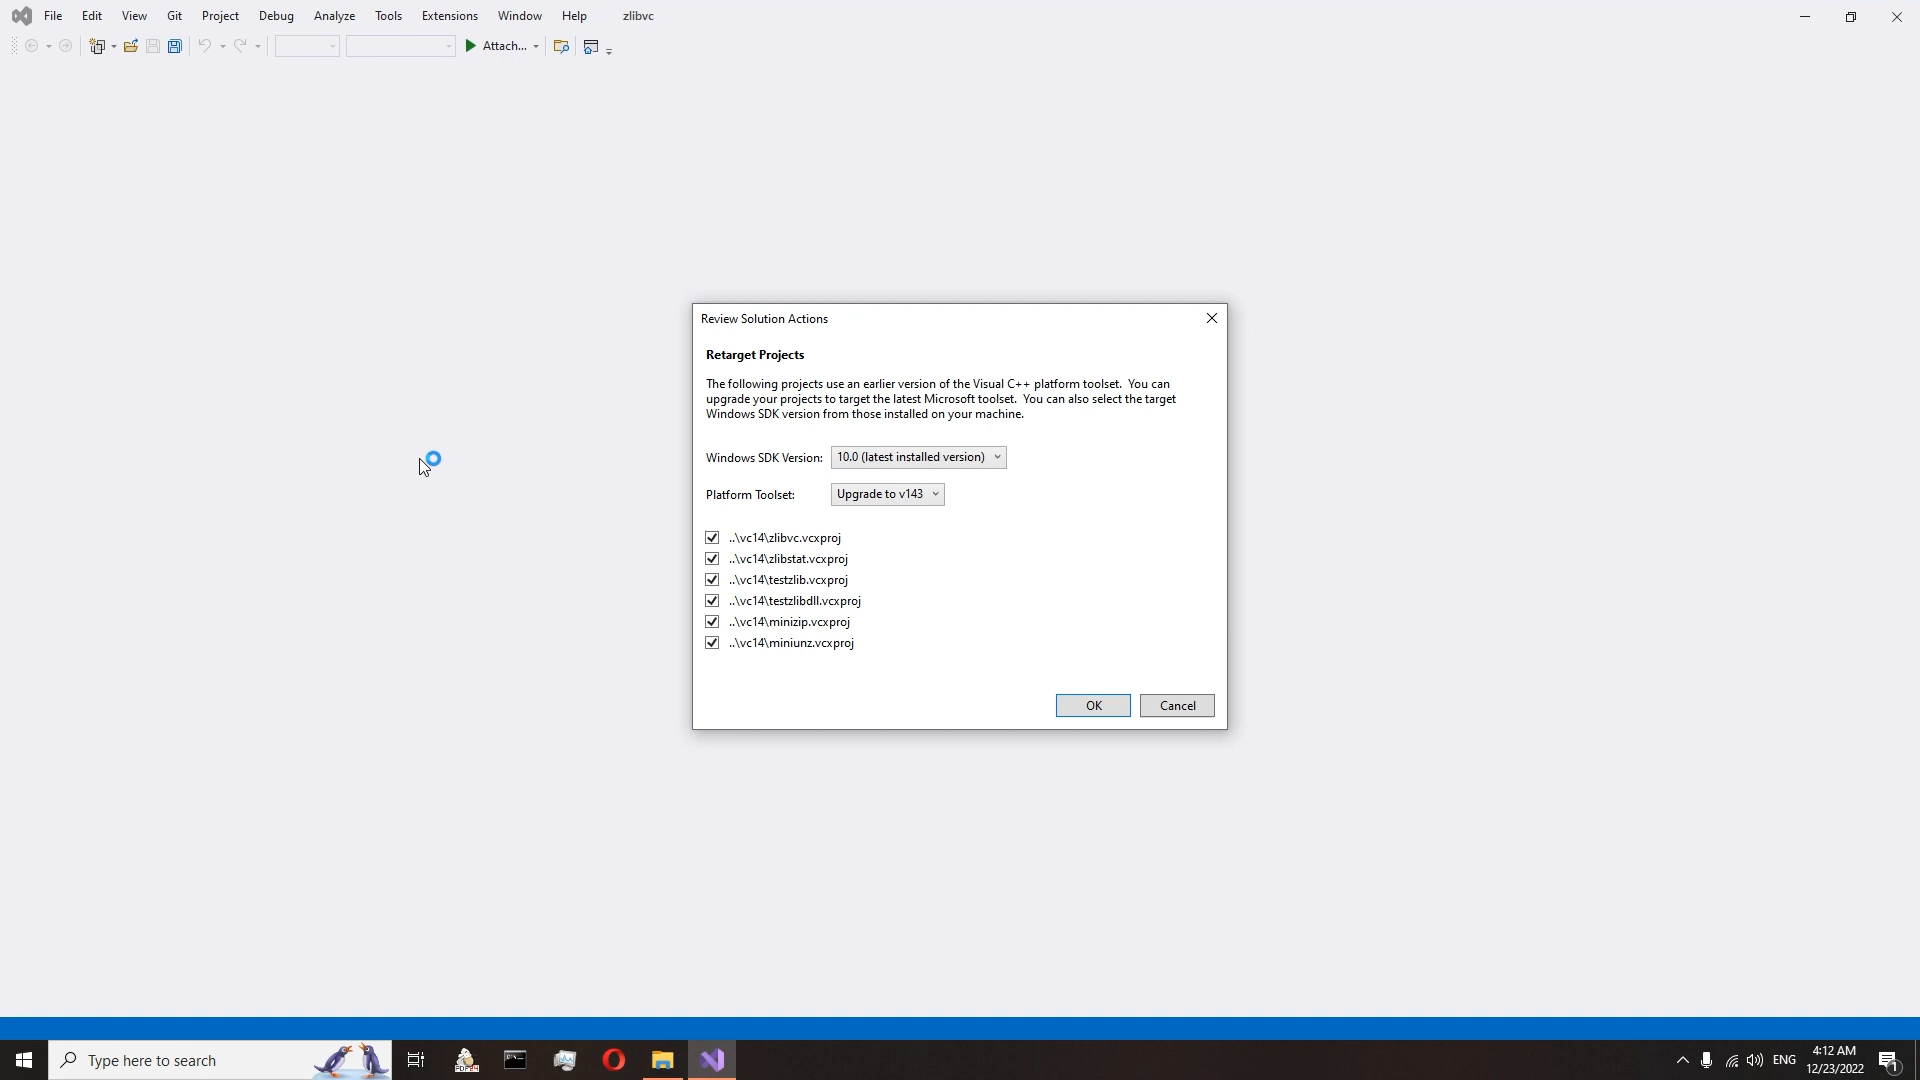 File Edit View Git Project Debug Analyze Tools Extensions Window Help zlibvc
Attach...
Review Solution Actions
Retarget Projects
The following projects use an earlier version of the Visual C++ platform toolset. You can
upgrade your projects to target the latest Microsoft toolset. You can also select the target
Windows SDK version from those installed on your machine.
Windows SDK Version: 10.0 (latest installed version)
Platform Toolset: Upgrade to v143
..\vc14\zlibvc.vcxproj
..\vc14\zlibstat.vcxproj
..\vc14\testzlib.vcxproj
..\vc14\testzlibdll.vcxproj
..\vc14\minizip.vcxproj
..\vc14\miniunz.vcxproj
OK Cancel
Type here to search
ENG
4:12 AM
12/23/2022
1